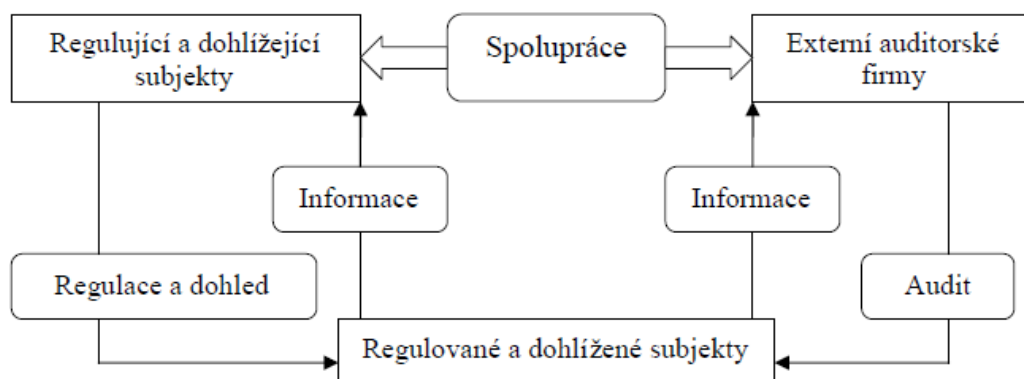 Regulující a dohlížející
subjekty
Spolupráce
Externí auditorské
firmy
Informace
Informace
Regulace a dohled
Audit
Regulované a dohlížené subjekty